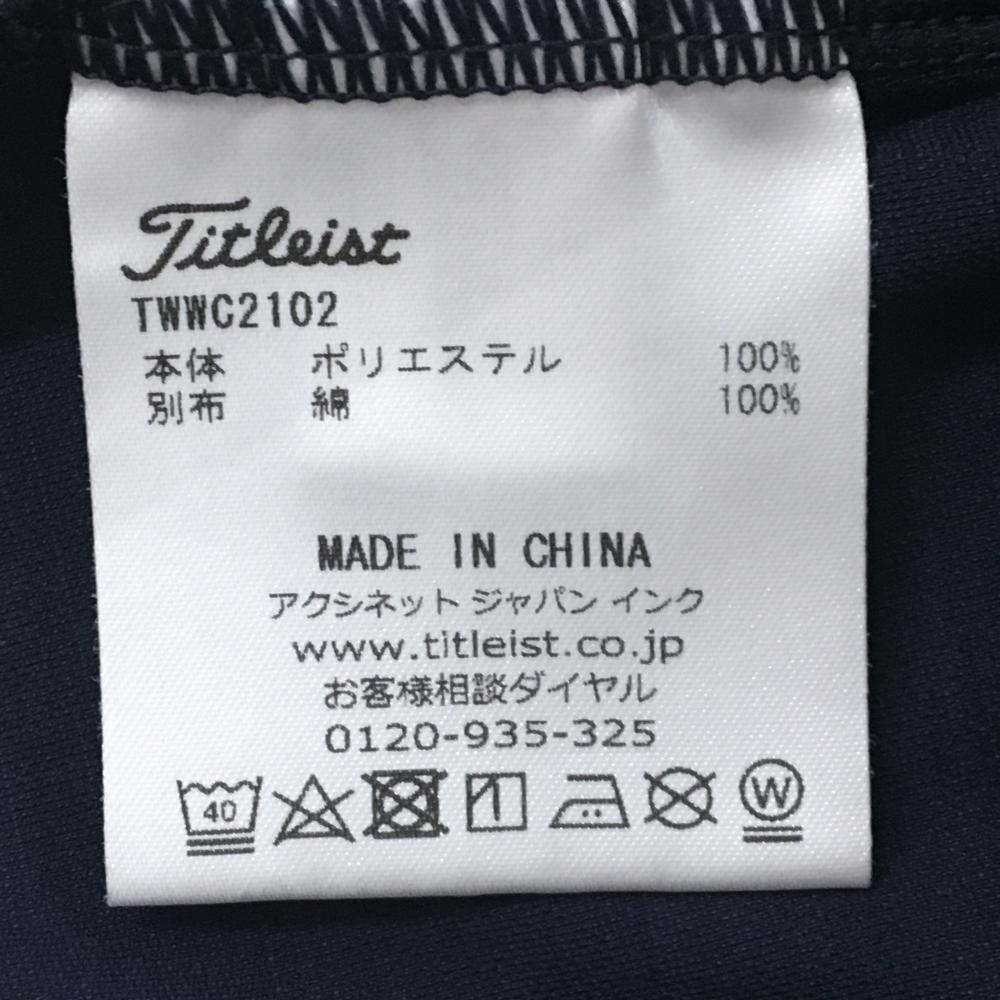 Titleist
TWWC2102
本体 ポリエステル 100%
別布 綿 100%
MADE IN CHINA
アクシネット ジャパン インク
www.titleist.co.jp
お客様相談ダイヤル
0120-935-325
40 W